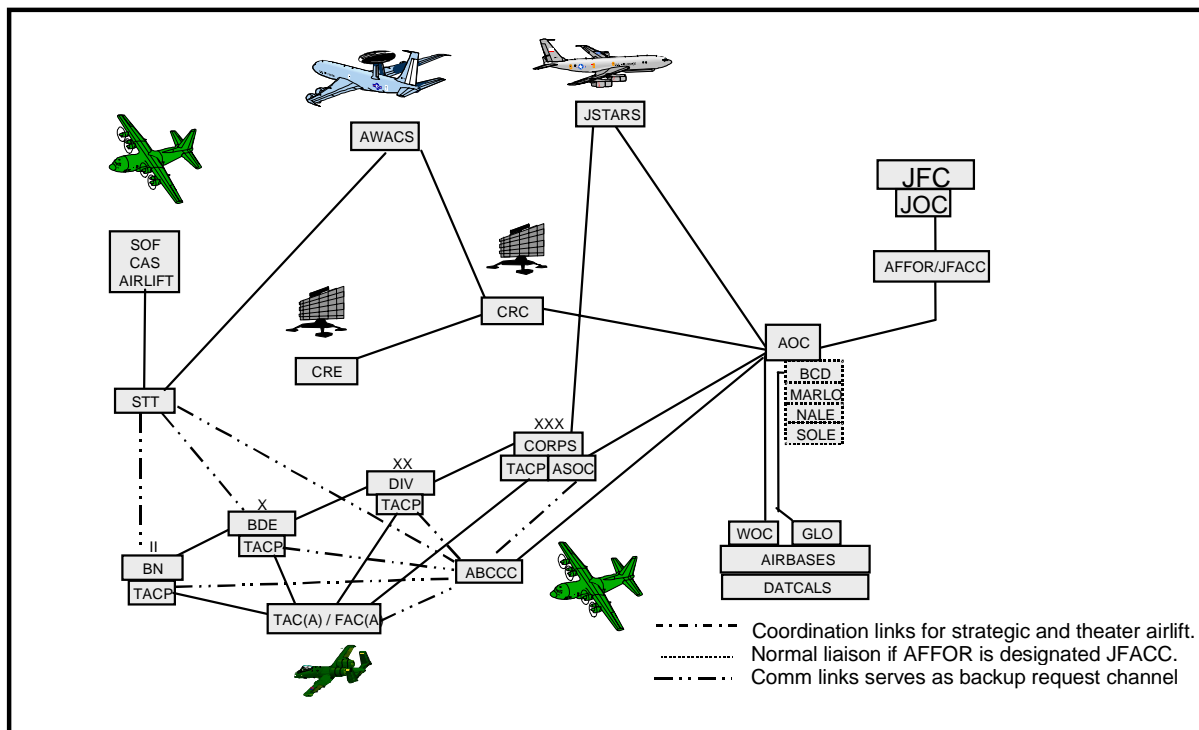 JSTARS
AWACS
JFC
JOC
SOF
CAS
AIRLIFT
AFFOR/JFACC
CRC
AOC
CRE
BCD
MARLO
NALE
SOLE
STT
XXX
CORPS
TACP ASOC
XX
DIV
TACP
X
BDE
TACP
II
BN
TACP
ABCCC
WOC GLO
AIRBASES
DATCALS
TAC(A) / FAC(A)
Coordination links for strategic and theater airlift.
Normal liaison if AFFOR is designated JFACC.
Comm links serves as backup request channel